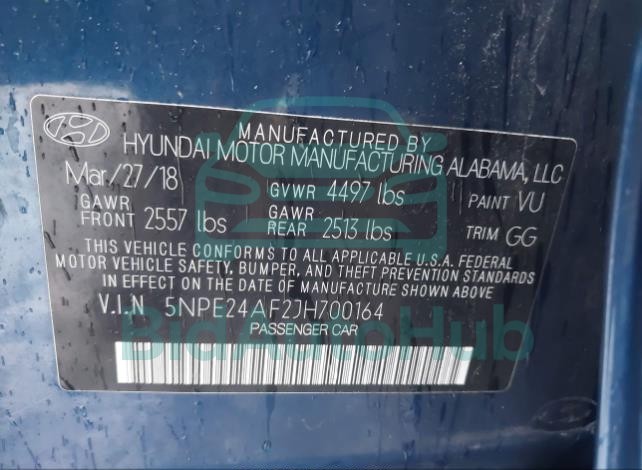 MANUFACTURED BY
HYUNDAI MOTOR MANUFACTURING ALABAMA, LLC
Mar/27/18 GVWR 4497 lbs PAINT VU
GAWR FRONT 2557 lbs GAWR REAR 2513 lbs TRIM GG
THIS VEHICLE CONFORMS TO ALL APPLICABLE U.S.A. FEDERAL
MOTOR VEHICLE SAFETY, BUMPER, AND THEFT PREVENTION STANDARDS
IN EFFECT ON THE DATE OF MANUFACTURE SHOWN ABOVE
V.I.N 5NPE24AF2JH700164
PASSENGER CAR
BidAutoHub